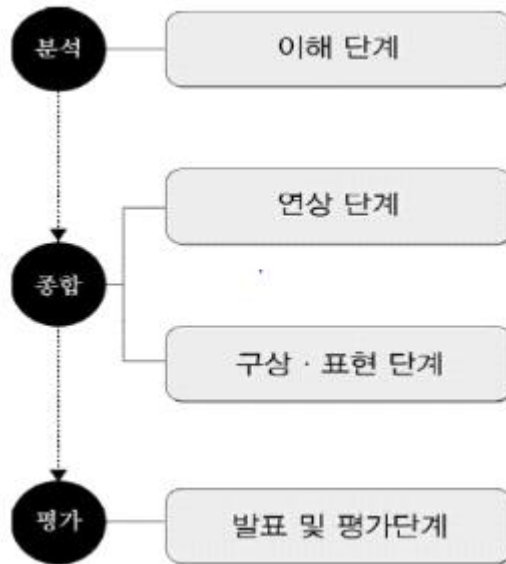 분석
이해 단계
연상 단계
종합
구상 · 표현 단계
평가
발표 및 평가단계